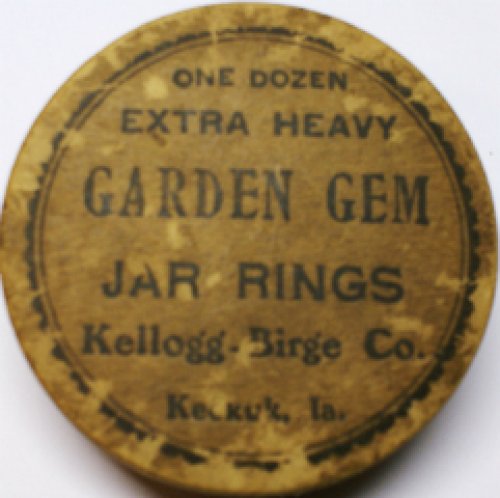 ONE DOZEN
EXTRA HEAVY
GARDEN GEM
JAR RINGS
Kellogg-Birge Co.
Keokuk, Ia.